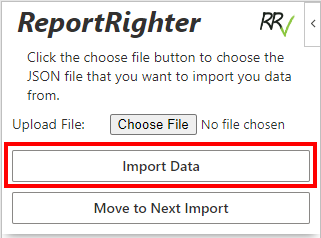 ReportRighter RR
Click the choose file button to choose the
JSON file that you want to import you data
from.
Upload File: Choose File No file chosen
Import Data
Move to Next Import